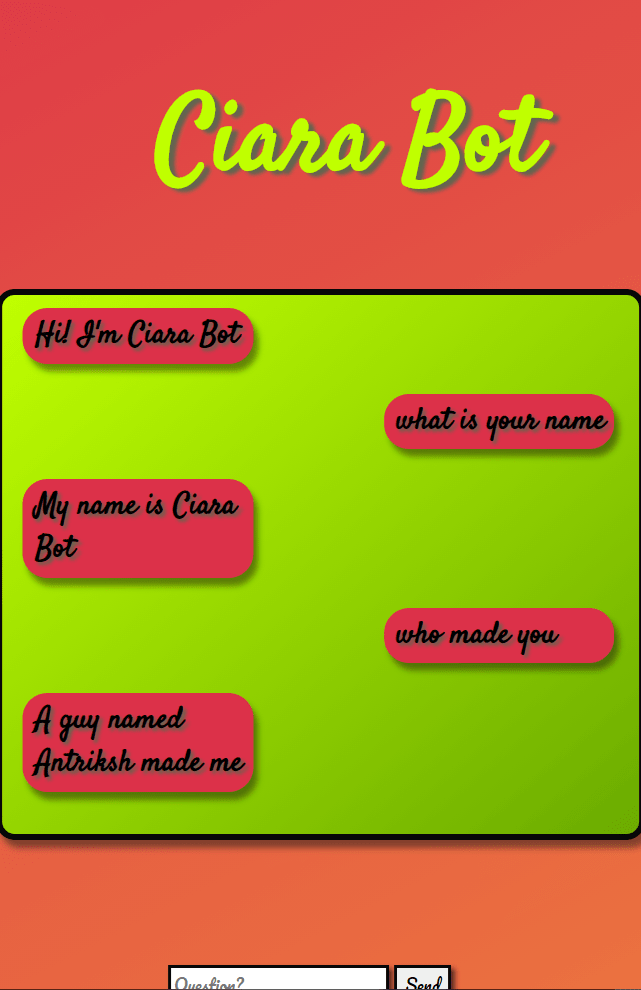 Ciara Bot
Hi! I'm Ciara Bot
what is your name
My name is Ciara
Bot
who made you
A guy named
Antriksh made me
Question?
Send